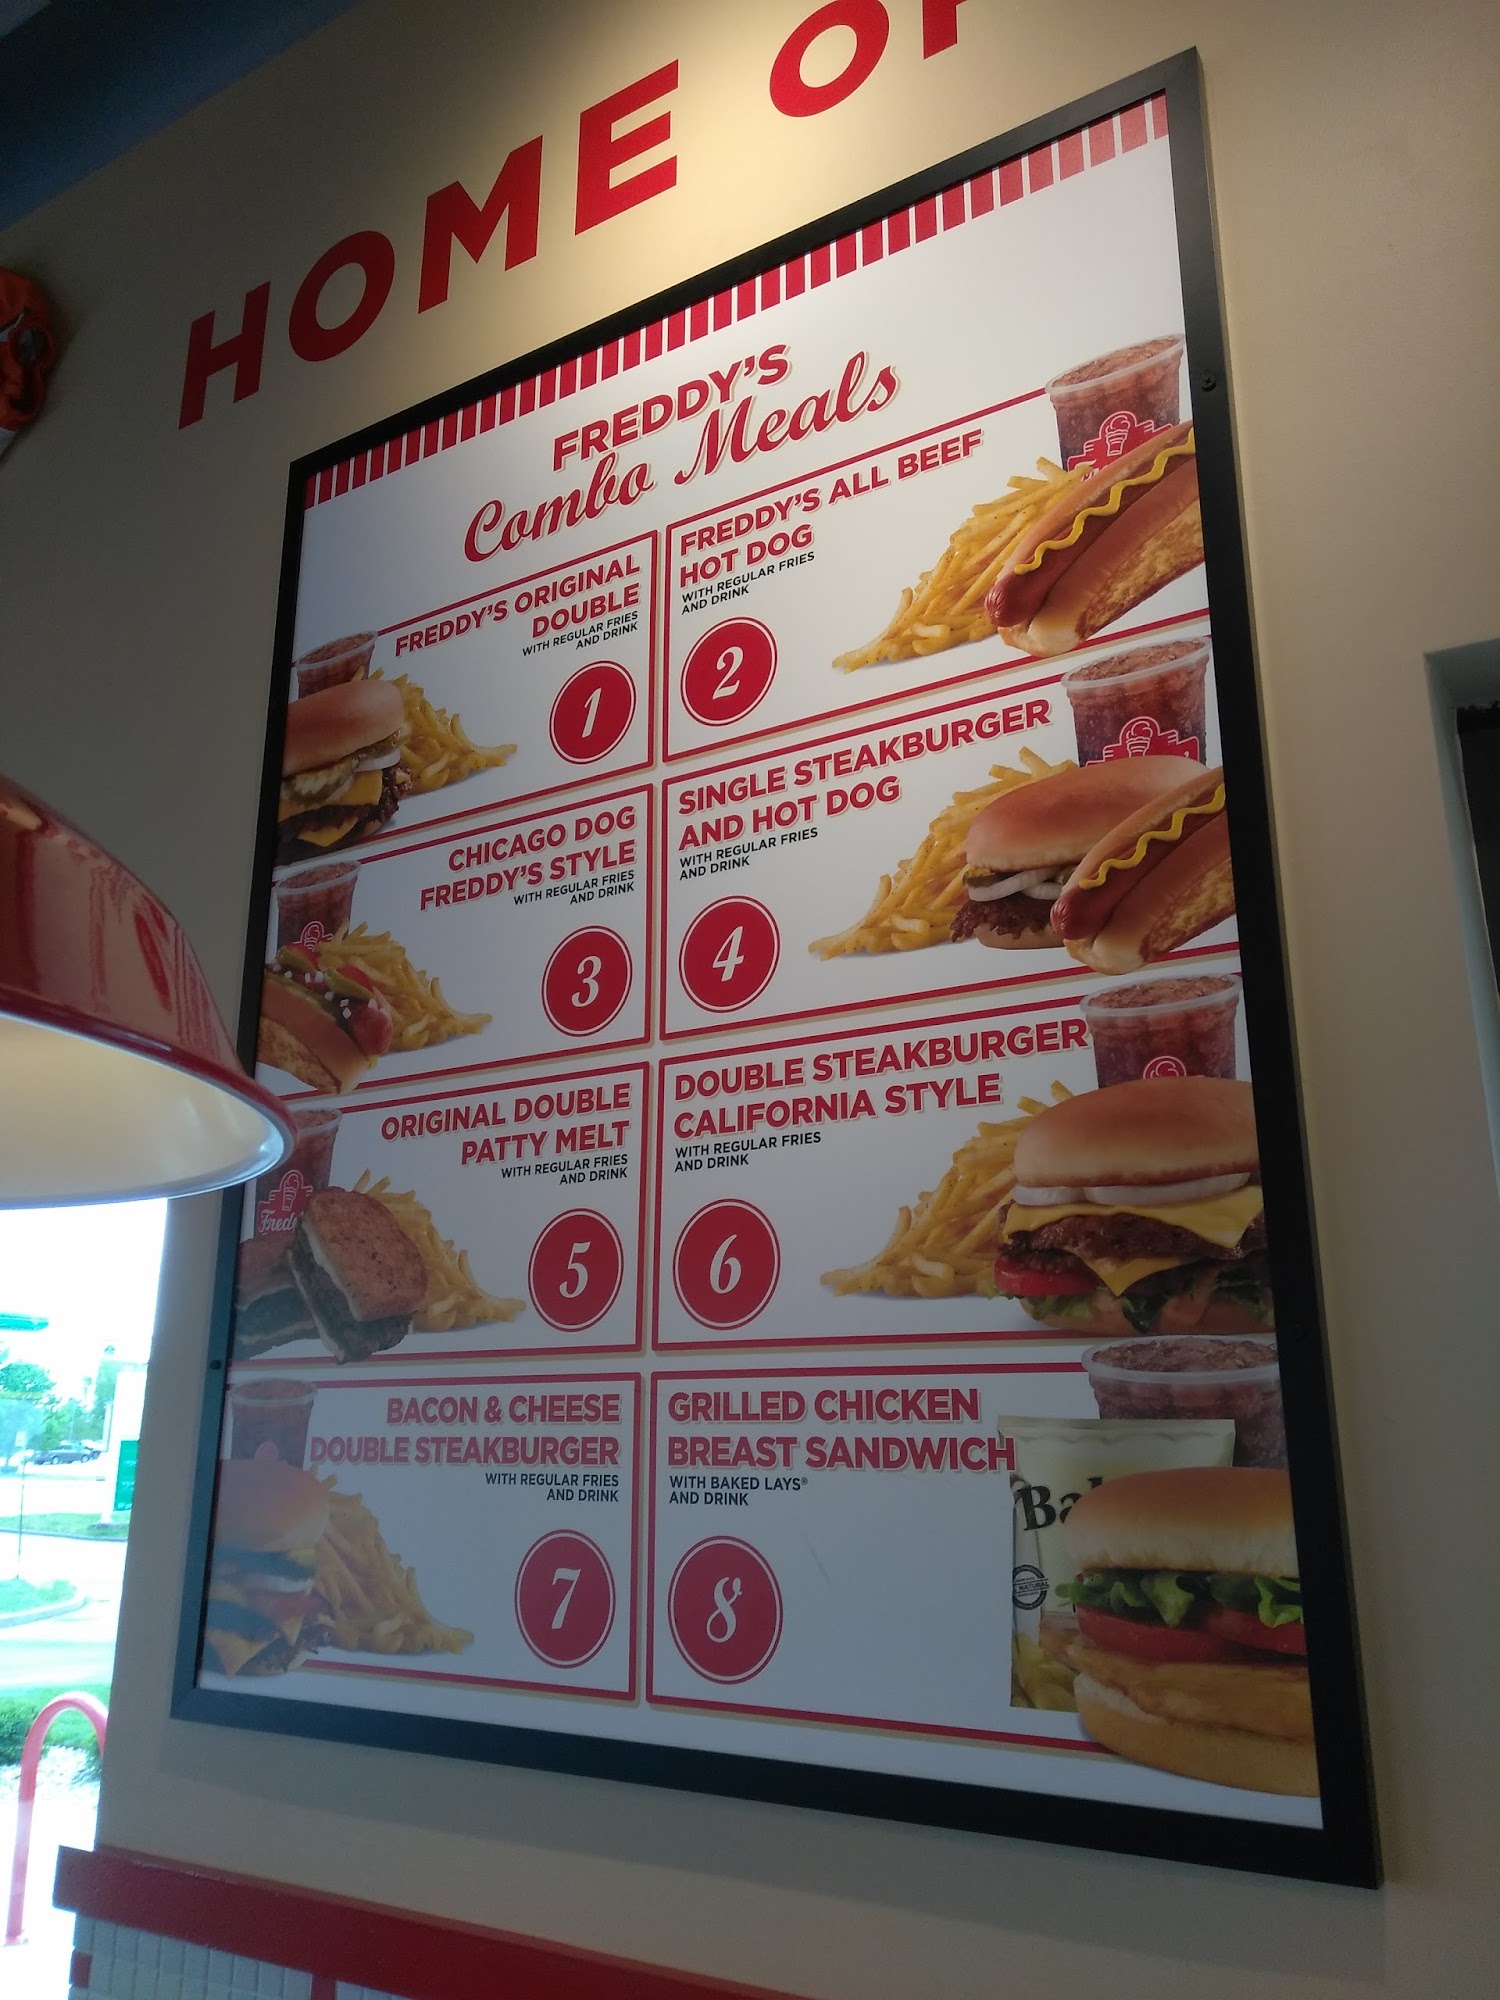 HOME
FREDDY'S
Combo Meals
FREDDY'S ORIGINAL
DOUBLE
WITH REGULAR FRIES
AND DRINK
1
FREDDY'S ALL BEEF
HOT DOG
WITH REGULAR FRIES
AND DRINK
2
CHICAGO DOG
FREDDY'S STYLE
WITH REGULAR FRIES
AND DRINK
3
SINGLE STEAKBURGER
AND HOT DOG
WITH REGULAR FRIES
AND DRINK
4
ORIGINAL DOUBLE
PATTY MELT
WITH REGULAR FRIES
AND DRINK
5
DOUBLE STEAKBURGER
CALIFORNIA STYLE
WITH REGULAR FRIES
AND DRINK
6
BACON & CHEESE
DOUBLE STEAKBURGER
WITH REGULAR FRIES
AND DRINK
7
GRILLED CHICKEN
BREAST SANDWICH
WITH BAKED LAYS®
AND DRINK
8